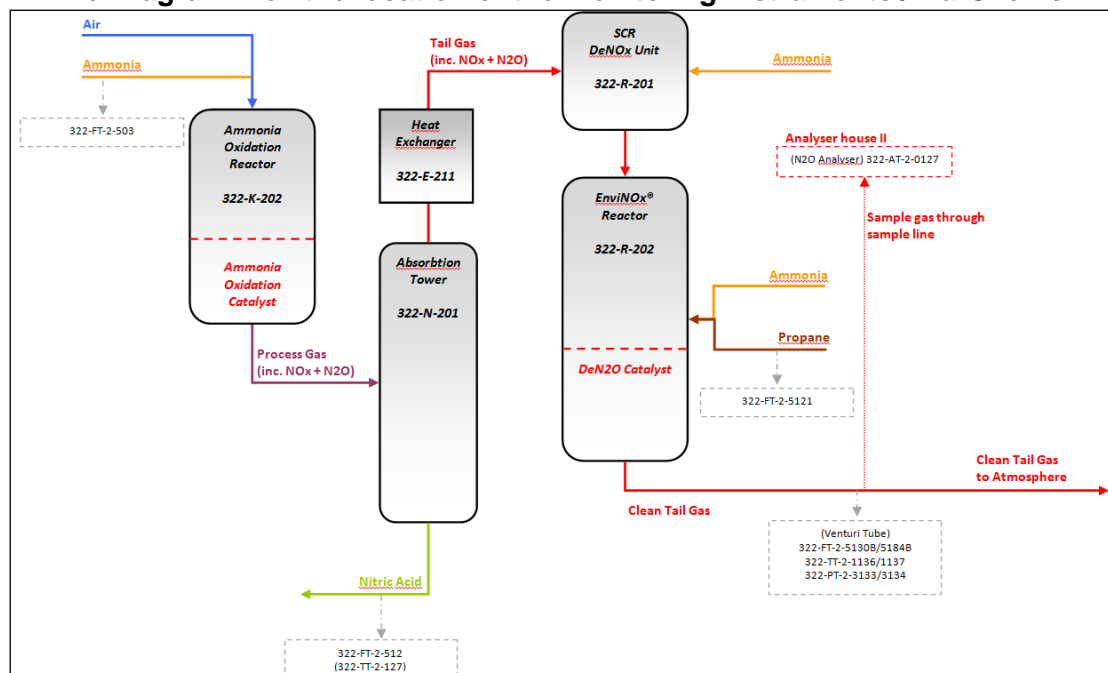 Air
Ammonia
322-FT-2-503
Ammonia
Oxidation
Reactor
322-K-202
Ammonia
Oxidation
Catalyst
Process Gas
(inc. NOx + N2O)
Tail Gas
(inc. NOx + N2O)
Heat
Exchanger
322-E-211
Absorbtion
Tower
322-N-201
Nitric Acid
322-FT-2-512
(322-TT-2-127)
SCR
DeNOx Unit
322-R-201
Ammonia
EnviNOx®
Reactor
322-R-202
DeN2O Catalyst
Ammonia
Propane
322-FT-2-5121
Analyser house II
(N2O Analyser) 322-AT-2-0127
Sample gas through
sample line
Clean Tail Gas
Clean Tail Gas
to Atmosphere
(Venturi Tube)
322-FT-2-5130B/5184B
322-TT-2-1136/1137
322-PT-2-3133/3134